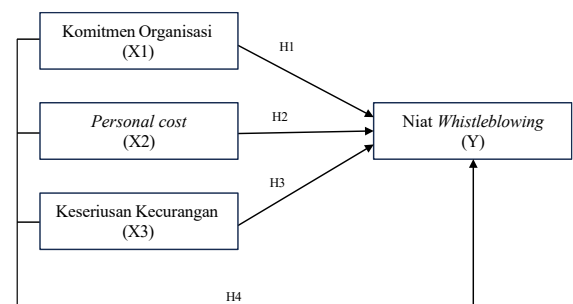 Komitmen Organisasi
(X1)
H1
Personal cost
(X2)
H2
Niat Whistleblowing
(Y)
H3
Keseriusan Kecurangan
(X3)
H4